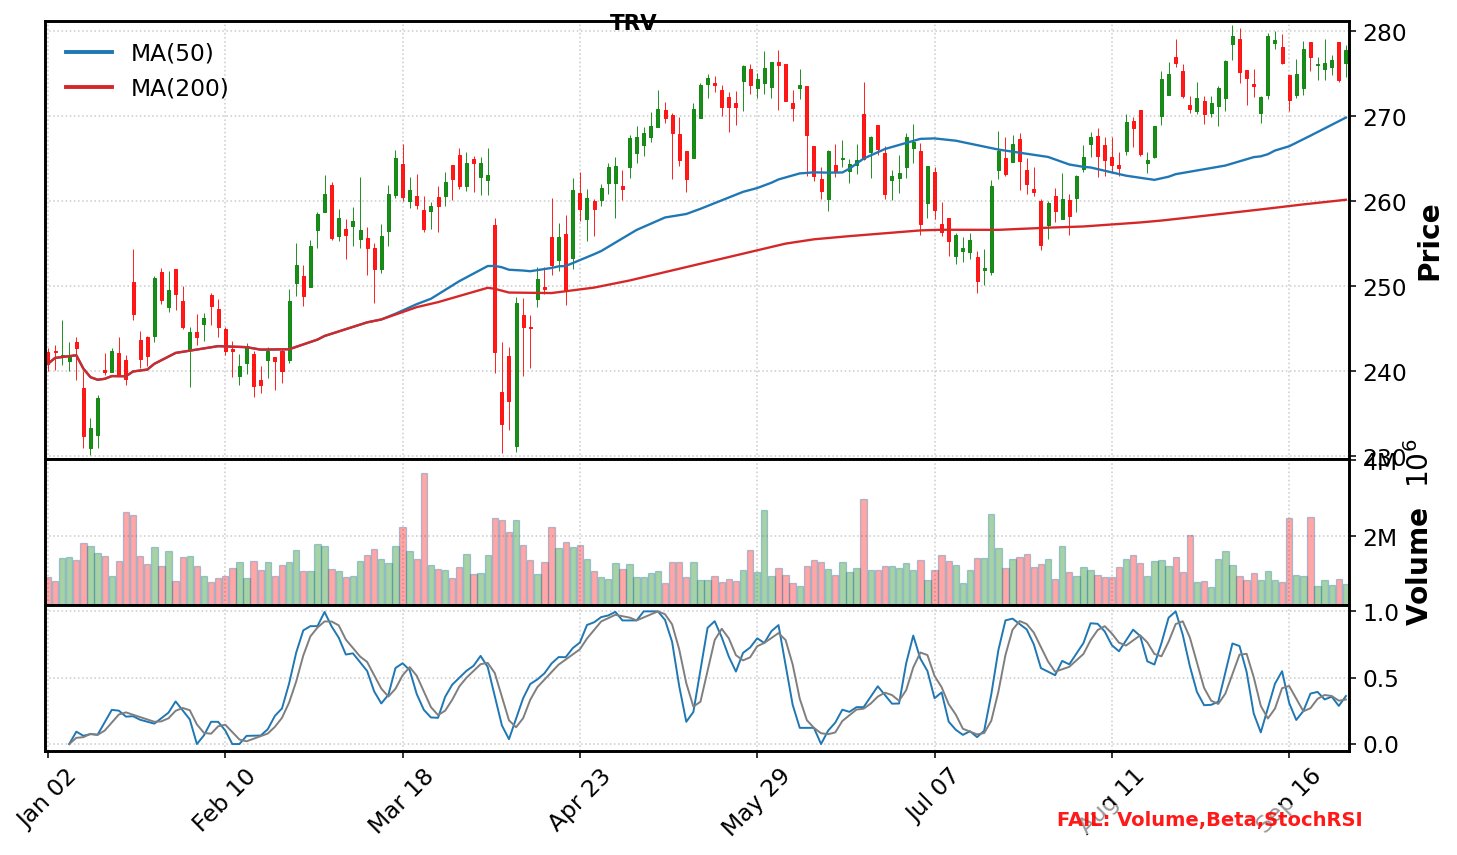 TRV
MA(50)
MA(200)
280
270
260
250
240
230
Price
4M
2M
Volume 10^6
1.0
0.5
0.0
Jan 02
Feb 10
Mar 18
Apr 23
May 29
Jul 07
Aug 11
Sep 16
FAIL: Volume,Beta,StochRSI